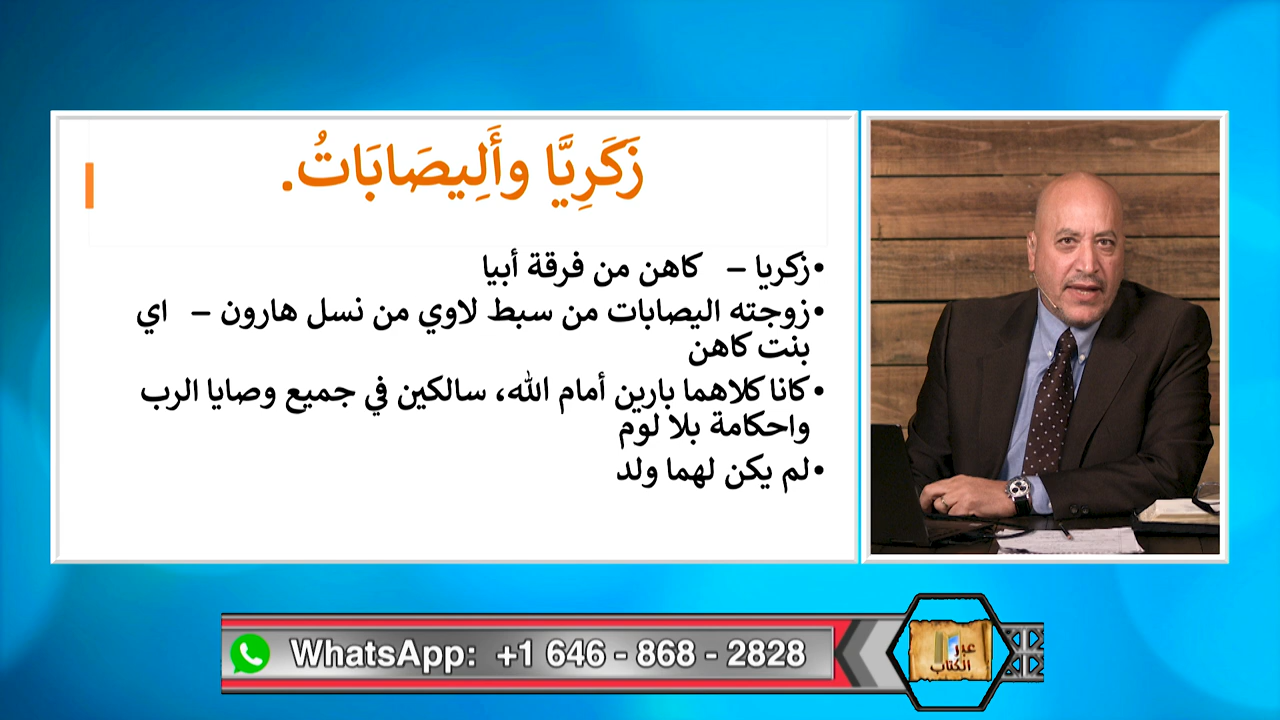 زَكَرِيَّا وأَلِيصَابَاتُ.
•زكريا – كاهن من فرقة أبيا
•زوجته اليصابات من سبط لاوي من نسل هارون – اي
بنت كاهن
•كانا كلاهما بارين أمام الله، سالكين في جميع وصايا الرب
واحكامة بلا لوم
•لم يكن لهما ولد
WhatsApp: +1 646 - 868 - 2828
عبر
الكتاب